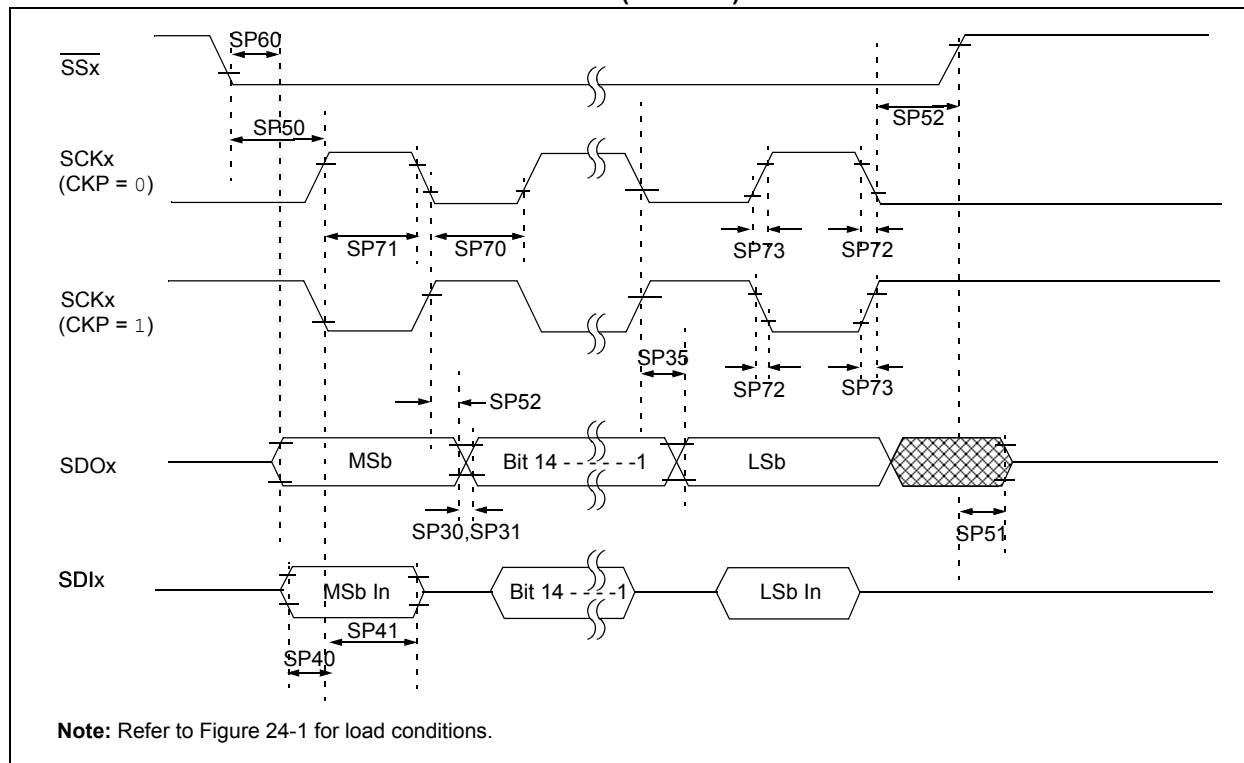 SP60
SSx
SP50
SP52
SCKx
(CKP = 0)
SP71
SP70
SP73
SP72
SCKx
(CKP = 1)
SP35
SP72
SP73
SP52
SDOx
MSb
Bit 14 - - - - - -1
LSb
SP30,SP31
SP51
SDIx
MSb In
Bit 14 - - - -1
LSb In
SP41
SP40
Note: Refer to Figure 24-1 for load conditions.